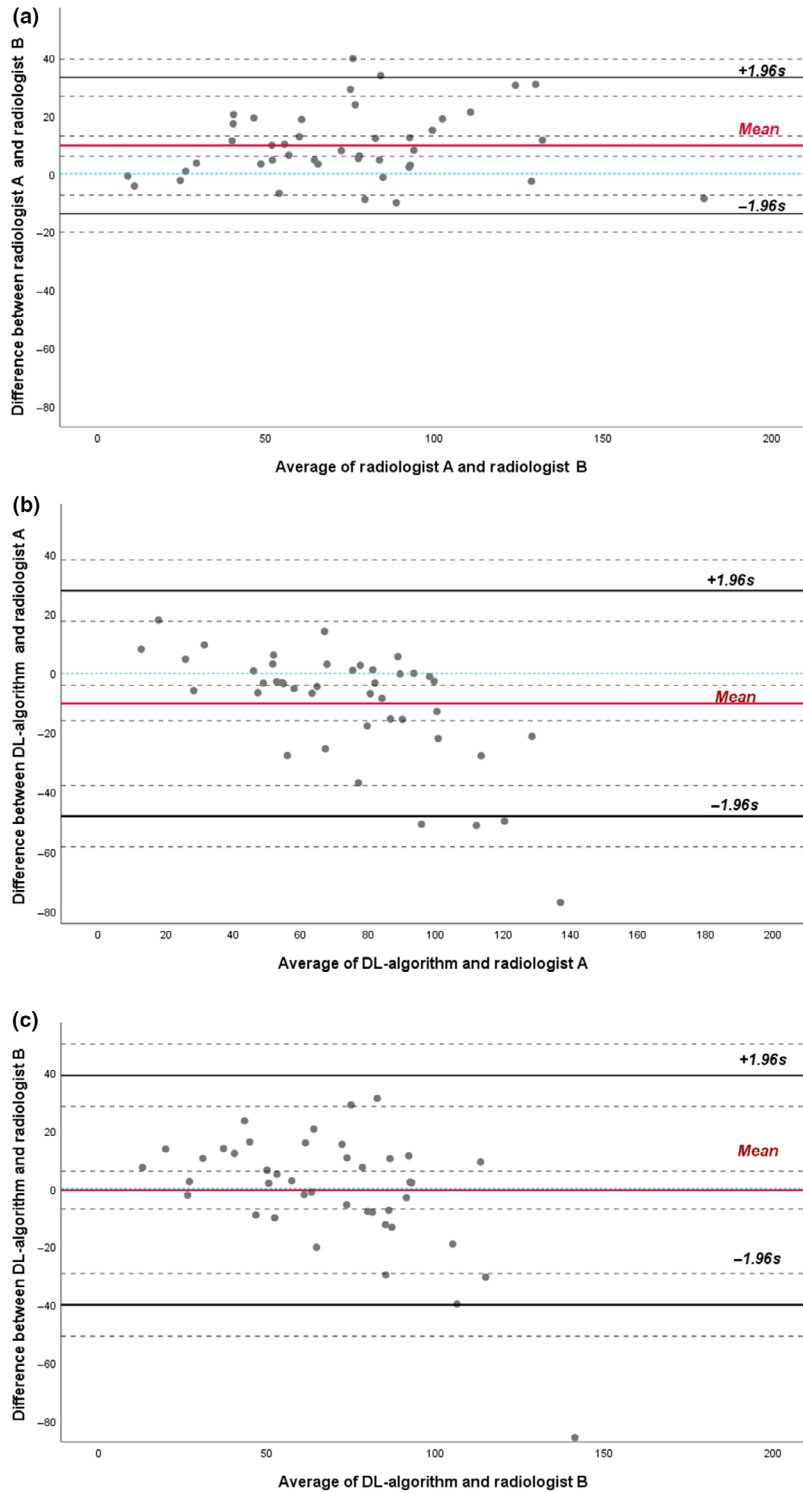 (a)
Difference between radiologist A and radiologist B
40
20
0
–20
–40
–60
–80
+1.96s
Mean
–1.96s
0 50 100 150 200
Average of radiologist A and radiologist B
(b)
Difference between DL-algorithm and radiologist A
40
20
0
–20
–40
–60
–80
+1.96s
Mean
–1.96s
0 20 40 60 80 100 120 140 160 180 200
Average of DL-algorithm and radiologist A
(c)
Difference between DL-algorithm and radiologist B
40
20
0
–20
–40
–60
–80
+1.96s
Mean
–1.96s
0 50 100 150 200
Average of DL-algorithm and radiologist B